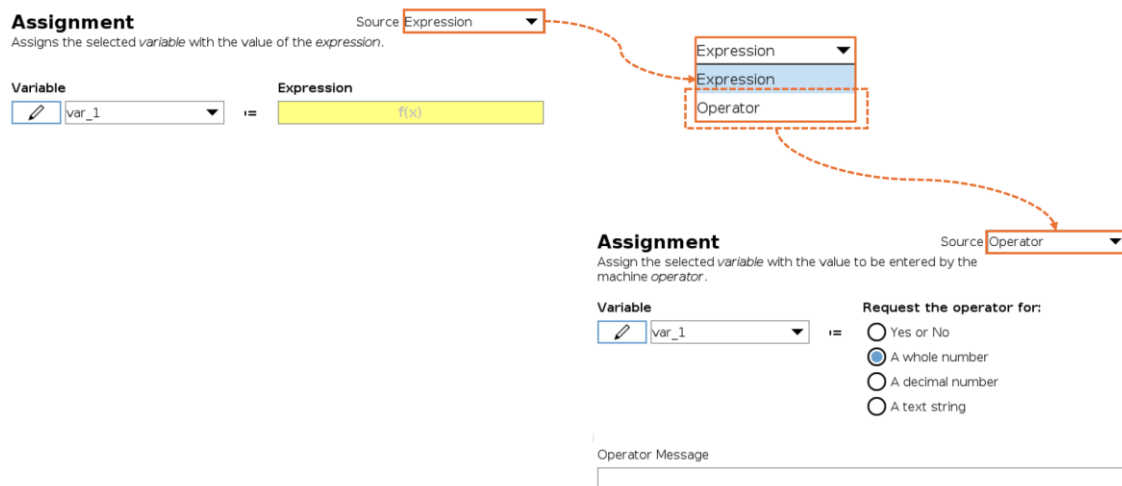 Assignment
Source Expression
Assigns the selected variable with the value of the expression.
Variable
Expression
var_1
:=
f(x)
Expression
Expression
Operator
Assignment
Source Operator
Assign the selected variable with the value to be entered by the
machine operator.
Variable
Request the operator for:
var_1
:=
Yes or No
A whole number
A decimal number
A text string
Operator Message